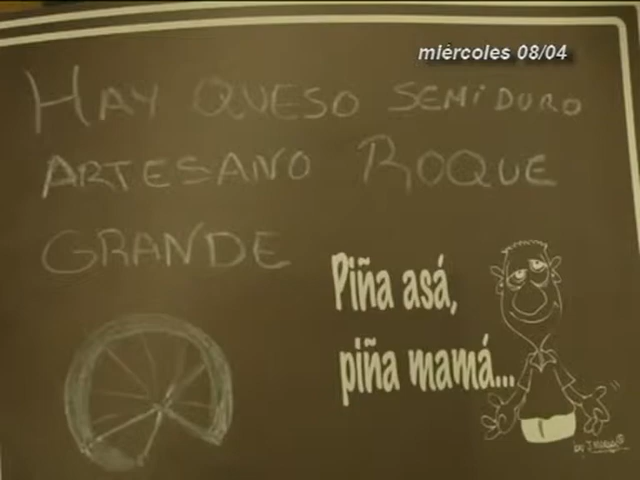 miércoles 08/04
HAY QUESO SEMIDURO
ARTESANO ROQUE
GRANDE
Piña asá,
piña mamá...